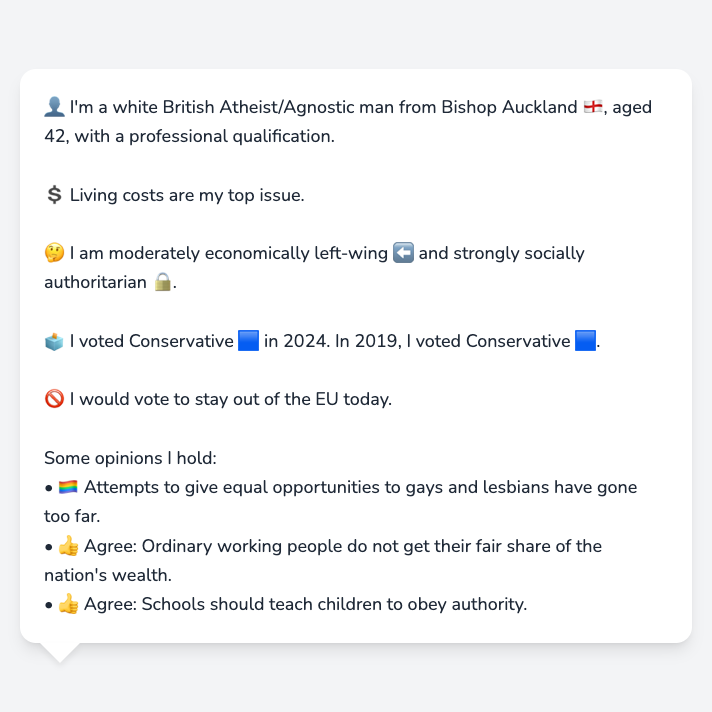 👤 I'm a white British Atheist/Agnostic man from Bishop Auckland 🏴󠁧󠁢󠁥󠁮󠁧󠁿, aged
42, with a professional qualification.
💲 Living costs are my top issue.
🤔 I am moderately economically left-wing ⬅️ and strongly socially
authoritarian 🔒.
🗳️ I voted Conservative 🟦 in 2024. In 2019, I voted Conservative 🟦.
🚫 I would vote to stay out of the EU today.
Some opinions I hold:
• 🏳️‍🌈 Attempts to give equal opportunities to gays and lesbians have gone
too far.
• 👍 Agree: Ordinary working people do not get their fair share of the
nation's wealth.
• 👍 Agree: Schools should teach children to obey authority.